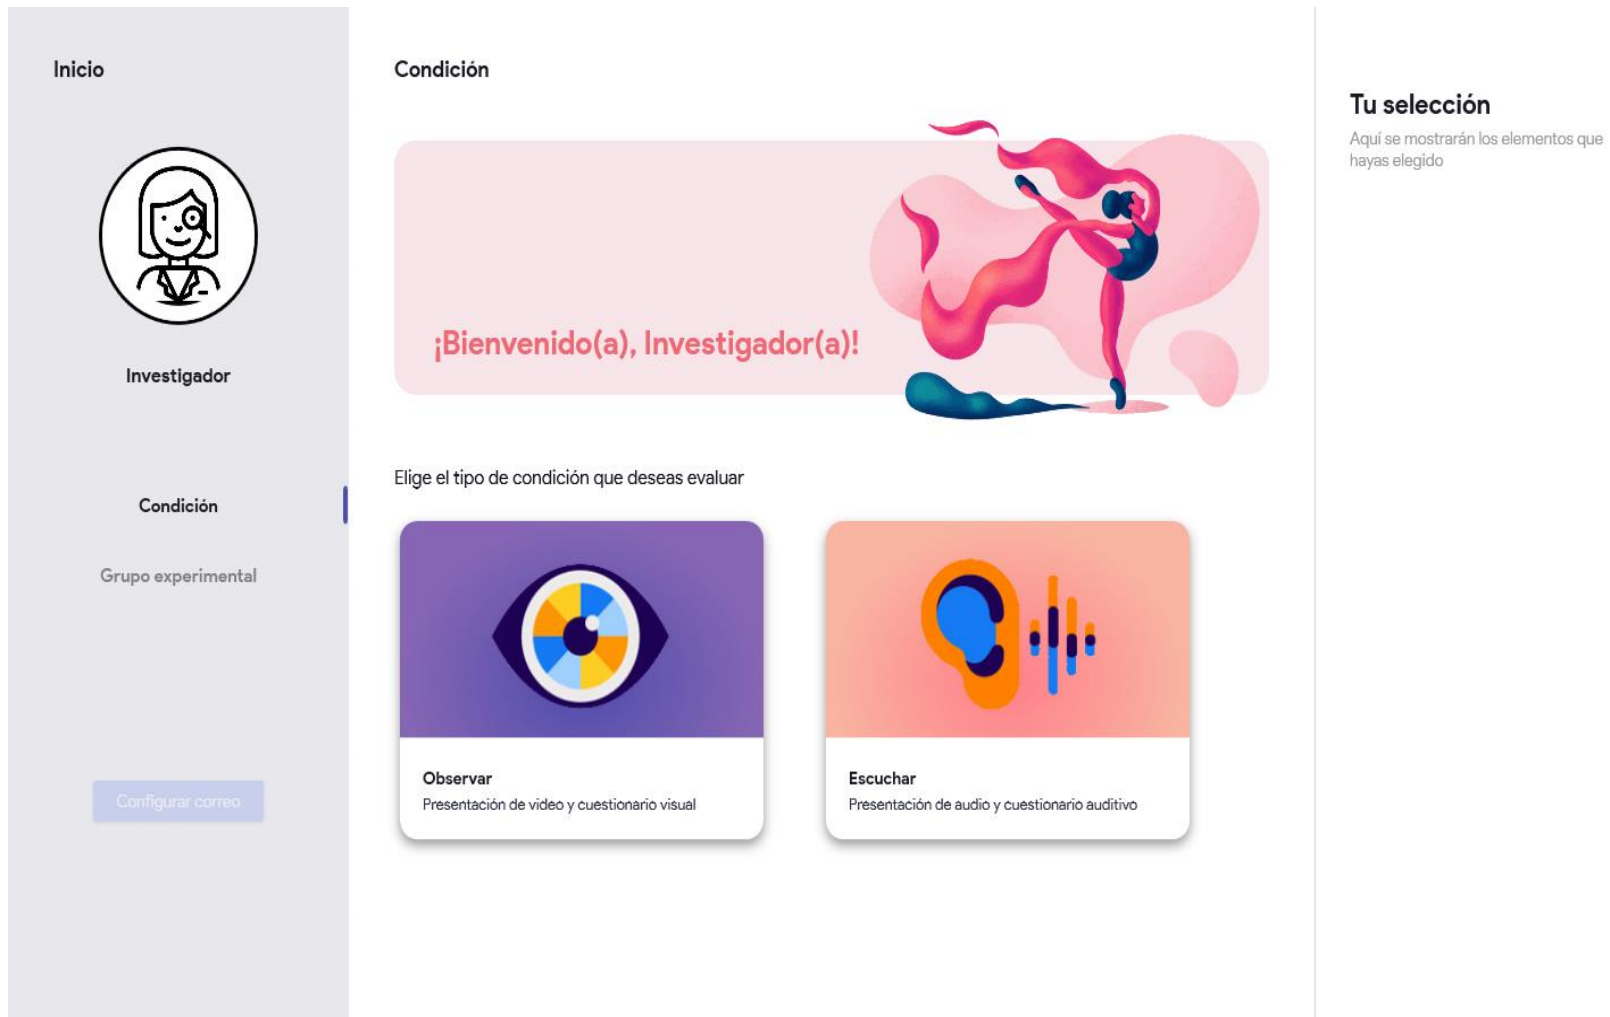 Inicio
Investigador
Condición
Grupo experimental
Configurar correo
Condición
¡Bienvenido(a), Investigador(a)!
Elige el tipo de condición que deseas evaluar
Observar
Presentación de video y cuestionario visual
Escuchar
Presentación de audio y cuestionario auditivo
Tu selección
Aquí se mostrarán los elementos que
hayas elegido